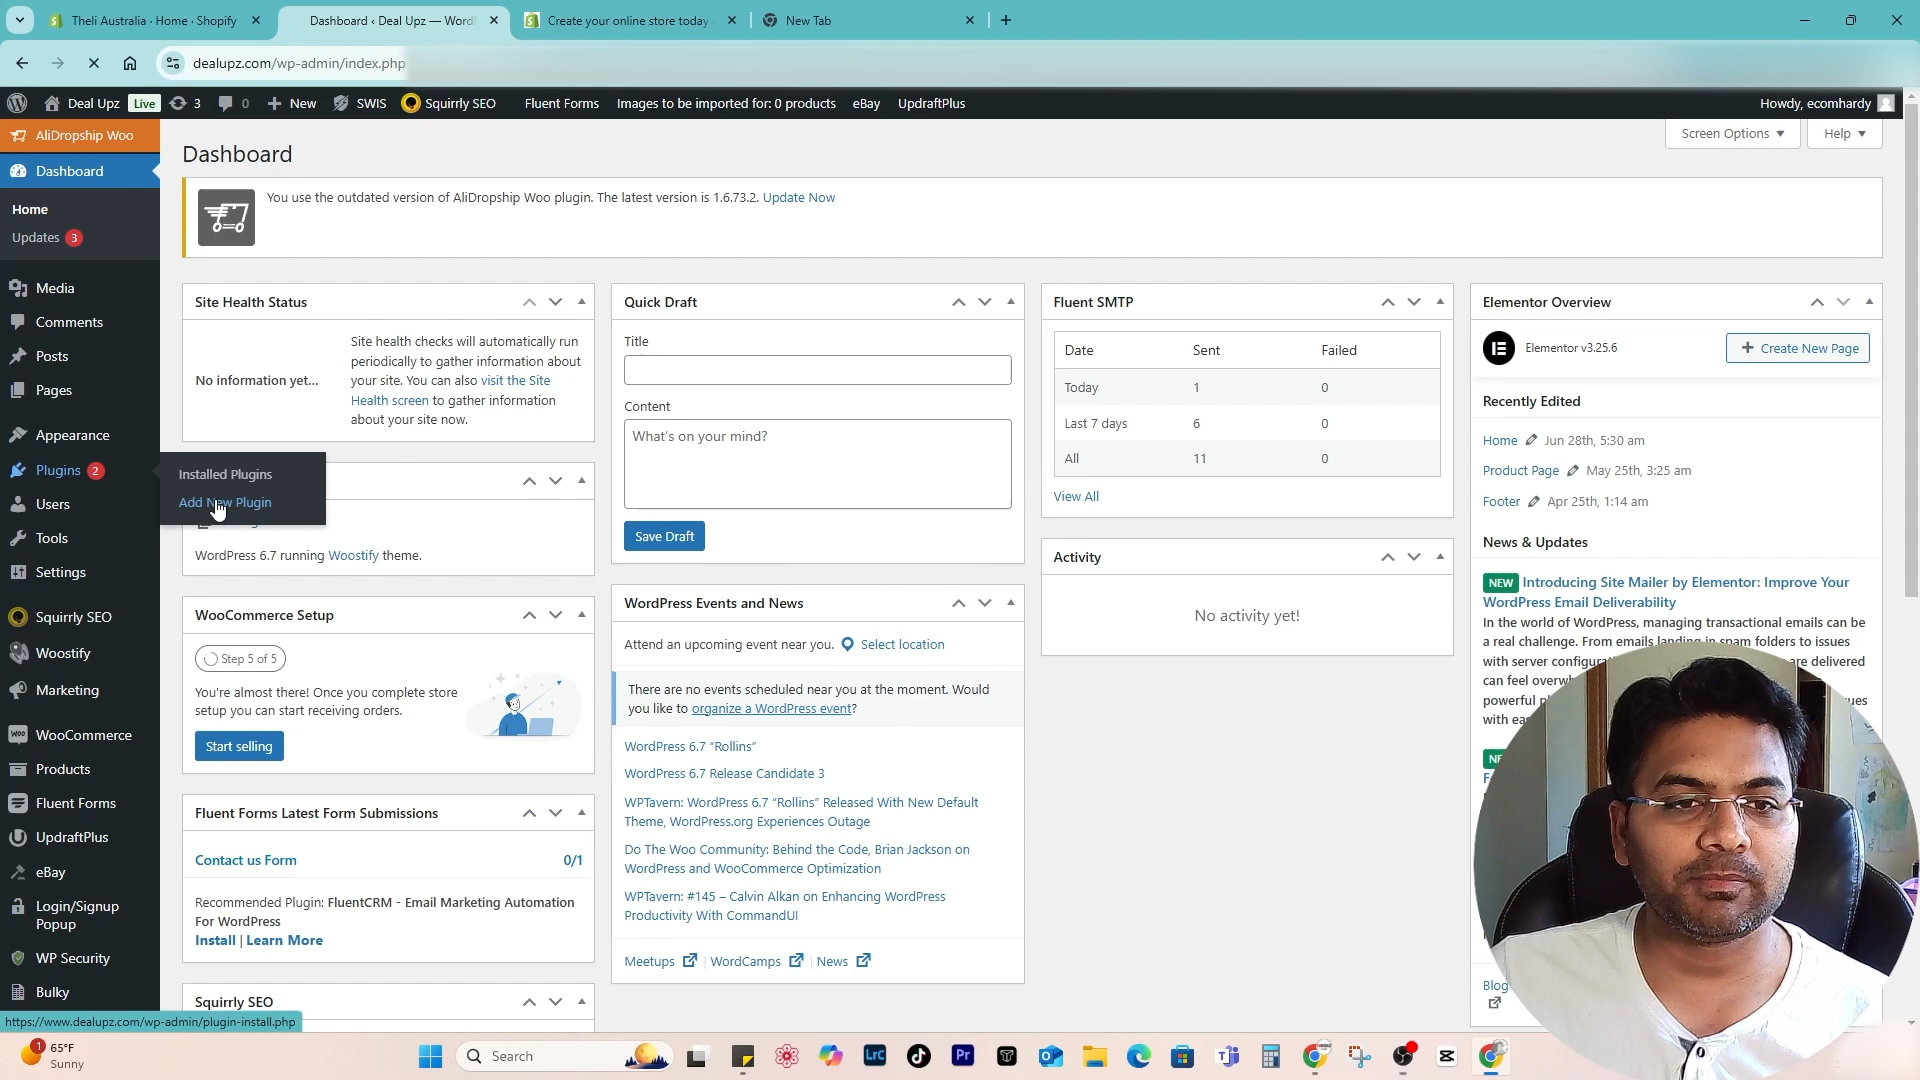 Theli Australia · Home · Shopify
Dashboard ‹ Deal Upz — Word
Create your online store today
New Tab
dealupz.com/wp-admin/index.php
Deal Upz
Live
3
0
New
SWIS
Squirrly SEO
Fluent Forms
Images to be imported for: 0 products
eBay
UpdraftPlus
Howdy, ecomhardy
AliDropship Woo
Dashboard
Home
Updates 3
Media
Comments
Posts
Pages
Appearance
Plugins 2
Users
Tools
Settings
Squirrly SEO
Woostify
Marketing
WooCommerce
Products
Fluent Forms
UpdraftPlus
eBay
Login/Signup
Popup
WP Security
Bulky
Installed Plugins
Add New Plugin
https://www.dealupz.com/wp-admin/plugin-install.php
Screen Options
Help
Dashboard
You use the outdated version of AliDropship Woo plugin. The latest version is 1.6.73.2. Update Now
Site Health Status
No information yet...
Site health checks will automatically run
periodically to gather information about
your site. You can also visit the Site
Health screen to gather information
about your site now.
WordPress 6.7 running Woostify theme.
WooCommerce Setup
Step 5 of 5
You're almost there! Once you complete store
setup you can start receiving orders.
Start selling
Fluent Forms Latest Form Submissions
Contact us Form
0/1
Recommended Plugin: FluentCRM - Email Marketing Automation
For WordPress
Install | Learn More
Squirrly SEO
Quick Draft
Title
Content
What's on your mind?
Save Draft
WordPress Events and News
Attend an upcoming event near you.
Select location
There are no events scheduled near you at the moment. Would
you like to organize a WordPress event?
WordPress 6.7 “Rollins”
WordPress 6.7 Release Candidate 3
WPTavern: WordPress 6.7 “Rollins” Released With New Default
Theme, WordPress.org Experiences Outage
Do The Woo Community: Behind the Code, Brian Jackson on
WordPress and WooCommerce Optimization
WPTavern: #145 – Calvin Alkan on Enhancing WordPress
Productivity With CommandUI
Meetups | WordCamps | News
Fluent SMTP
Date Sent Failed
Today 1 0
Last 7 days 6 0
All 11 0
View All
Activity
No activity yet!
Elementor Overview
Elementor v3.25.6
Create New Page
Recently Edited
Home Jun 28th, 5:30 am
Product Page May 25th, 3:25 am
Footer Apr 25th, 1:14 am
News & Updates
NEW Introducing Site Mailer by Elementor: Improve Your
WordPress Email Deliverability
In the world of WordPress, managing transactional emails can be
a real challenge. From emails landing in spam folders to issues
with server are delivered
can feel
powerful
with
Blog
65°F
Sunny
Search
LrC
Pr